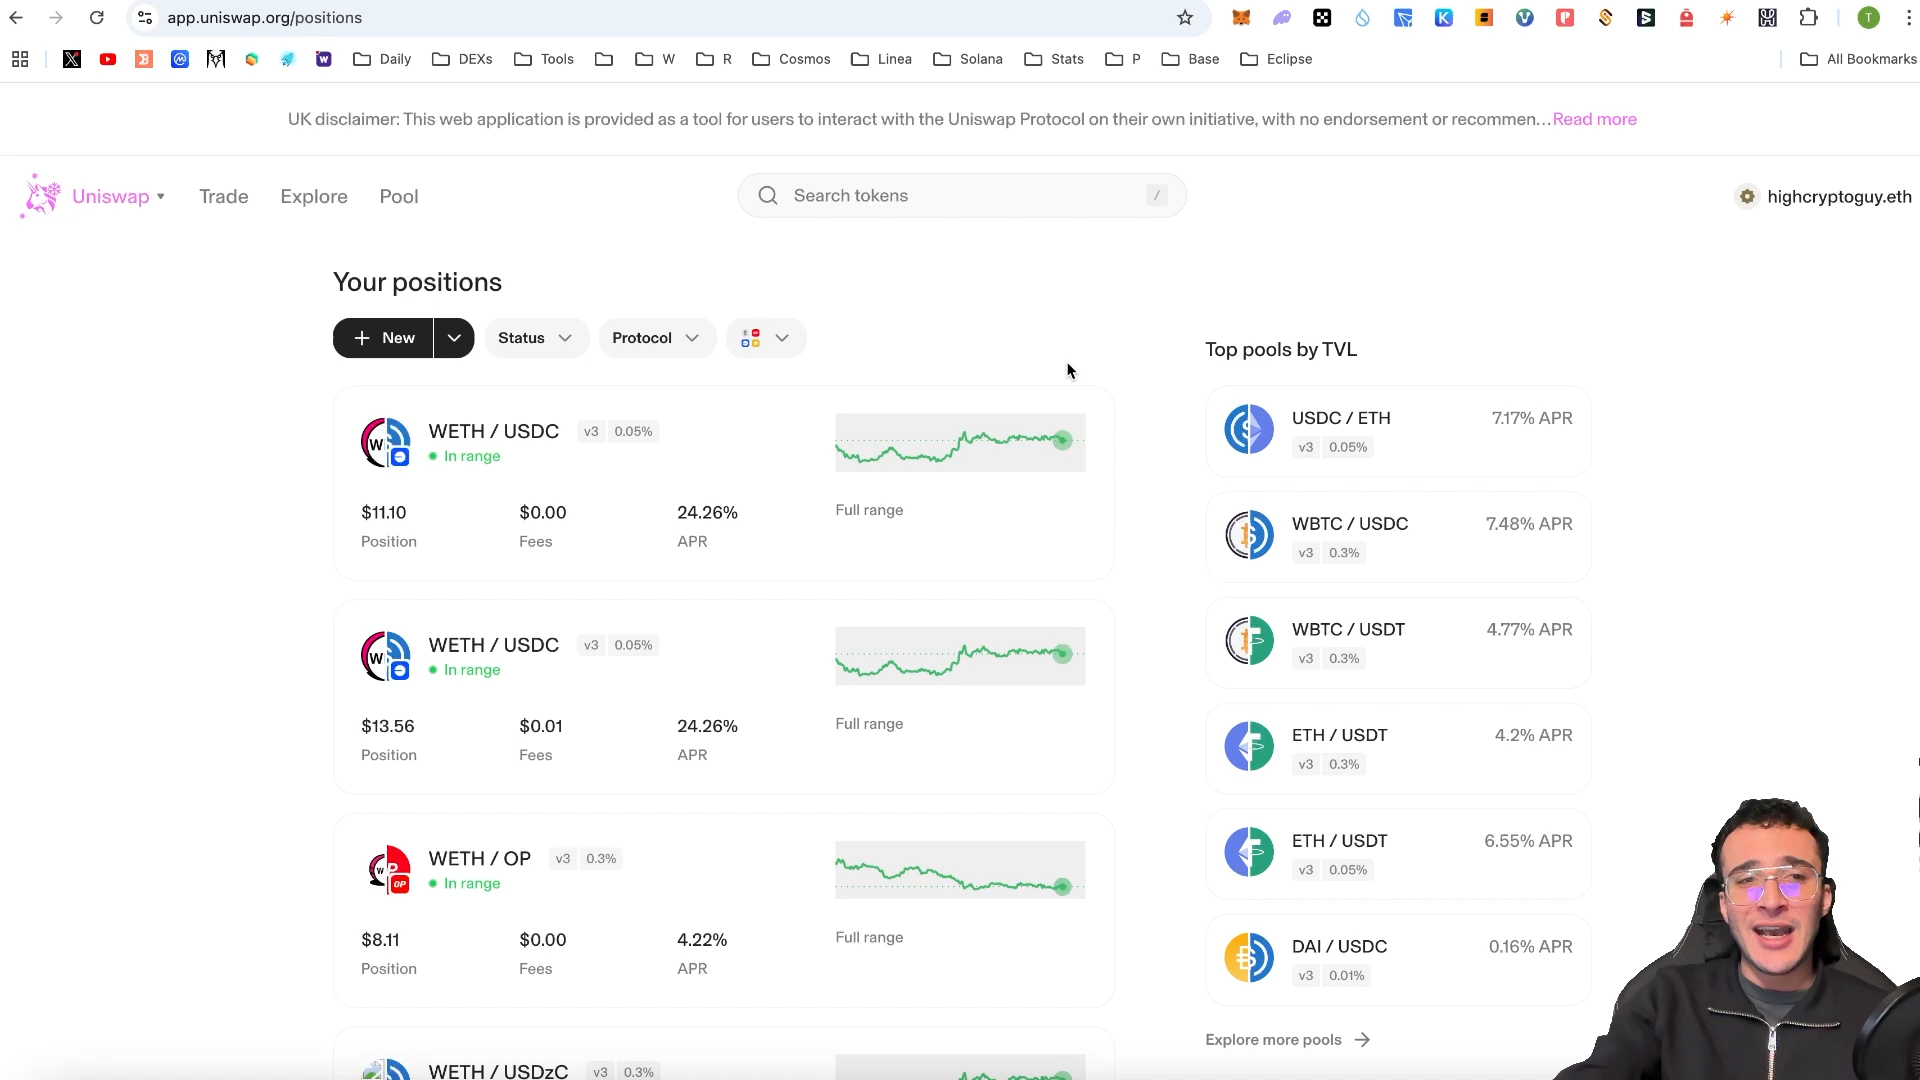 app.uniswap.org/positions
T
Daily
DEXs
Tools
W
R
Cosmos
Linea
Solana
Stats
P
Base
Eclipse
All Bookmarks
UK disclaimer: This web application is provided as a tool for users to interact with the Uniswap Protocol on their own initiative, with no endorsement or recommen...Read more
Uniswap
Trade
Explore
Pool
Search tokens
/
highcryptoguy.eth
Your positions
+ New
Status
Protocol
Top pools by TVL
WETH / USDC v3 0.05%
In range
$11.10 $0.00 24.26% Full range
Position Fees APR
WETH / USDC v3 0.05%
In range
$13.56 $0.01 24.26% Full range
Position Fees APR
WETH / OP v3 0.3%
In range
OP
$8.11 $0.00 4.22% Full range
Position Fees APR
WETH / USDzC v3 0.3%
USDC / ETH 7.17% APR
v3 0.05%
WBTC / USDC 7.48% APR
v3 0.3%
WBTC / USDT 4.77% APR
v3 0.3%
ETH / USDT 4.2% APR
v3 0.3%
ETH / USDT 6.55% APR
v3 0.05%
DAI / USDC 0.16% APR
v3 0.01%
Explore more pools →